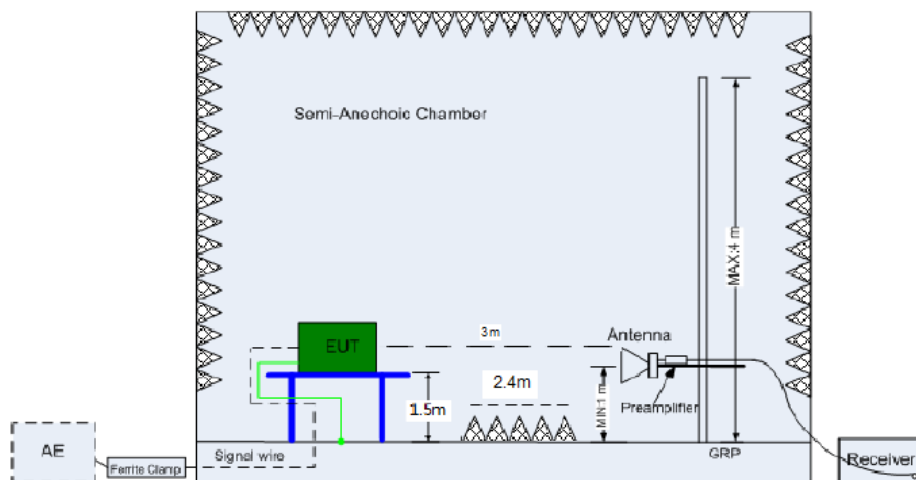 Semi-Anechoic Chamber
MAX:4 m
3m
Antenna
EUT
2.4m
1.5m
MIN:1 m
Preamplifier
AE
Ferrite Clamp
Signal wire
GRP
Receiver